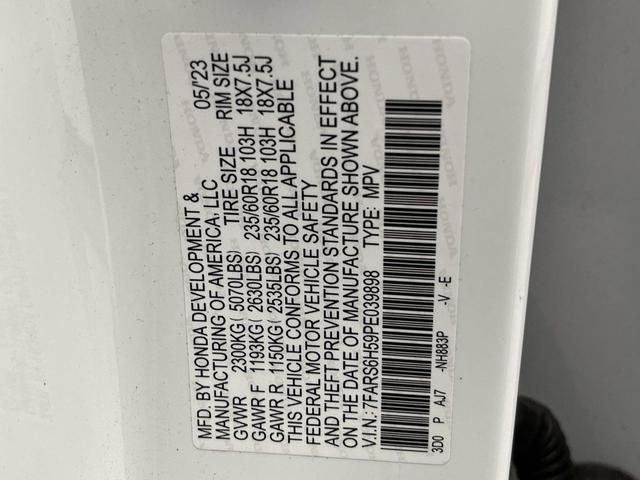 MFD. BY HONDA DEVELOPMENT & 05/'23
MANUFACTURING OF AMERICA, LLC
TIRE SIZE RIM SIZE
GVWR 2300KG( 5070LBS)
GAWR F 1193KG( 2630LBS) 235/60R18 103H 18X7.5J
GAWR R 1150KG( 2535LBS) 235/60R18 103H 18X7.5J
THIS VEHICLE CONFORMS TO ALL APPLICABLE
FEDERAL MOTOR VEHICLE SAFETY
AND THEFT PREVENTION STANDARDS IN EFFECT
ON THE DATE OF MANUFACTURE SHOWN ABOVE.
V.I.N.: 7FARS6H59PE039898 TYPE: MPV
3D0 P AJ7 -NH883P -V -E
HONDA